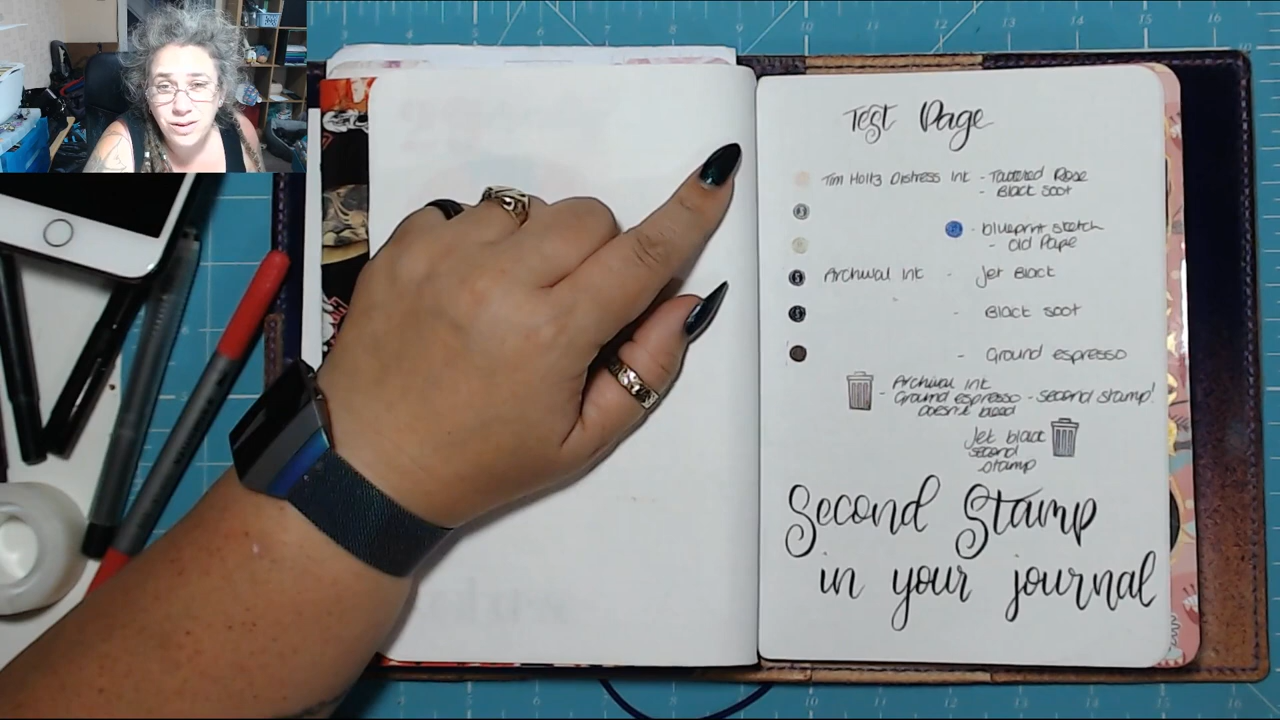 Test Page
Tim Holtz Distress Ink - Tattered Rose
- Black soot
- blueprint sketch
- old Pape
Archival Ink - Jet Black
- Black soot
- Ground espresso
Archival ink
- Ground espresso - second stamp!
doesn't bleed
Jet black
second
stamp
Second Stamp
in your journal